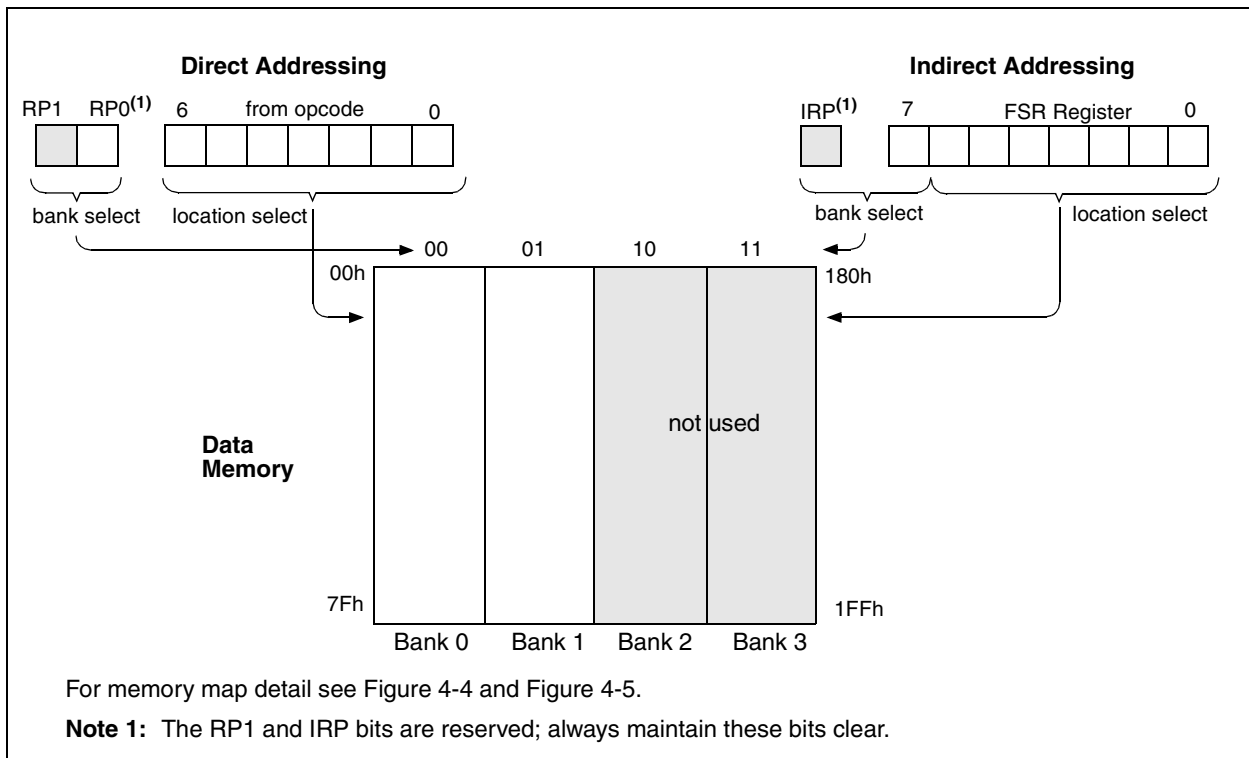 Direct Addressing
Indirect Addressing
RP1 RP0(1) 6 from opcode 0
IRP(1) 7 FSR Register 0
bank select location select
bank select location select
00 01 10 11
00h
180h
not used
Data
Memory
7Fh
1FFh
Bank 0 Bank 1 Bank 2 Bank 3
For memory map detail see Figure 4-4 and Figure 4-5.
Note 1: The RP1 and IRP bits are reserved; always maintain these bits clear.